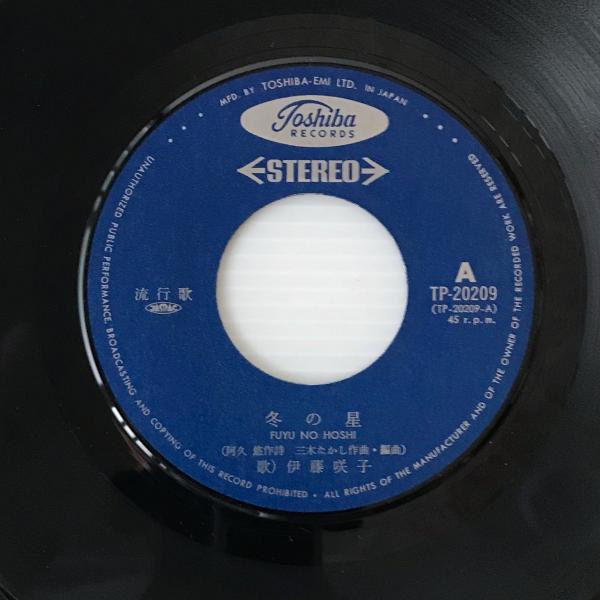 MFD. BY TOSHIBA-EMI LTD. IN JAPAN
Toshiba
RECORDS
STEREO
A
TP-20209
(TP-20209-A)
45 r.p.m.
流行歌
JASRAC
冬の星
FUYU NO HOSHI
(阿久 悠作詩 三木たかし作曲・編曲)
歌)伊藤咲子
UNAUTHORIZED PUBLIC PERFORMANCE, BROADCASTING AND COPYING OF THIS RECORD PROHIBITED • ALL RIGHTS OF THE MANUFACTURER AND OF THE OWNER OF THE RECORDED WORK ARE RESERVED